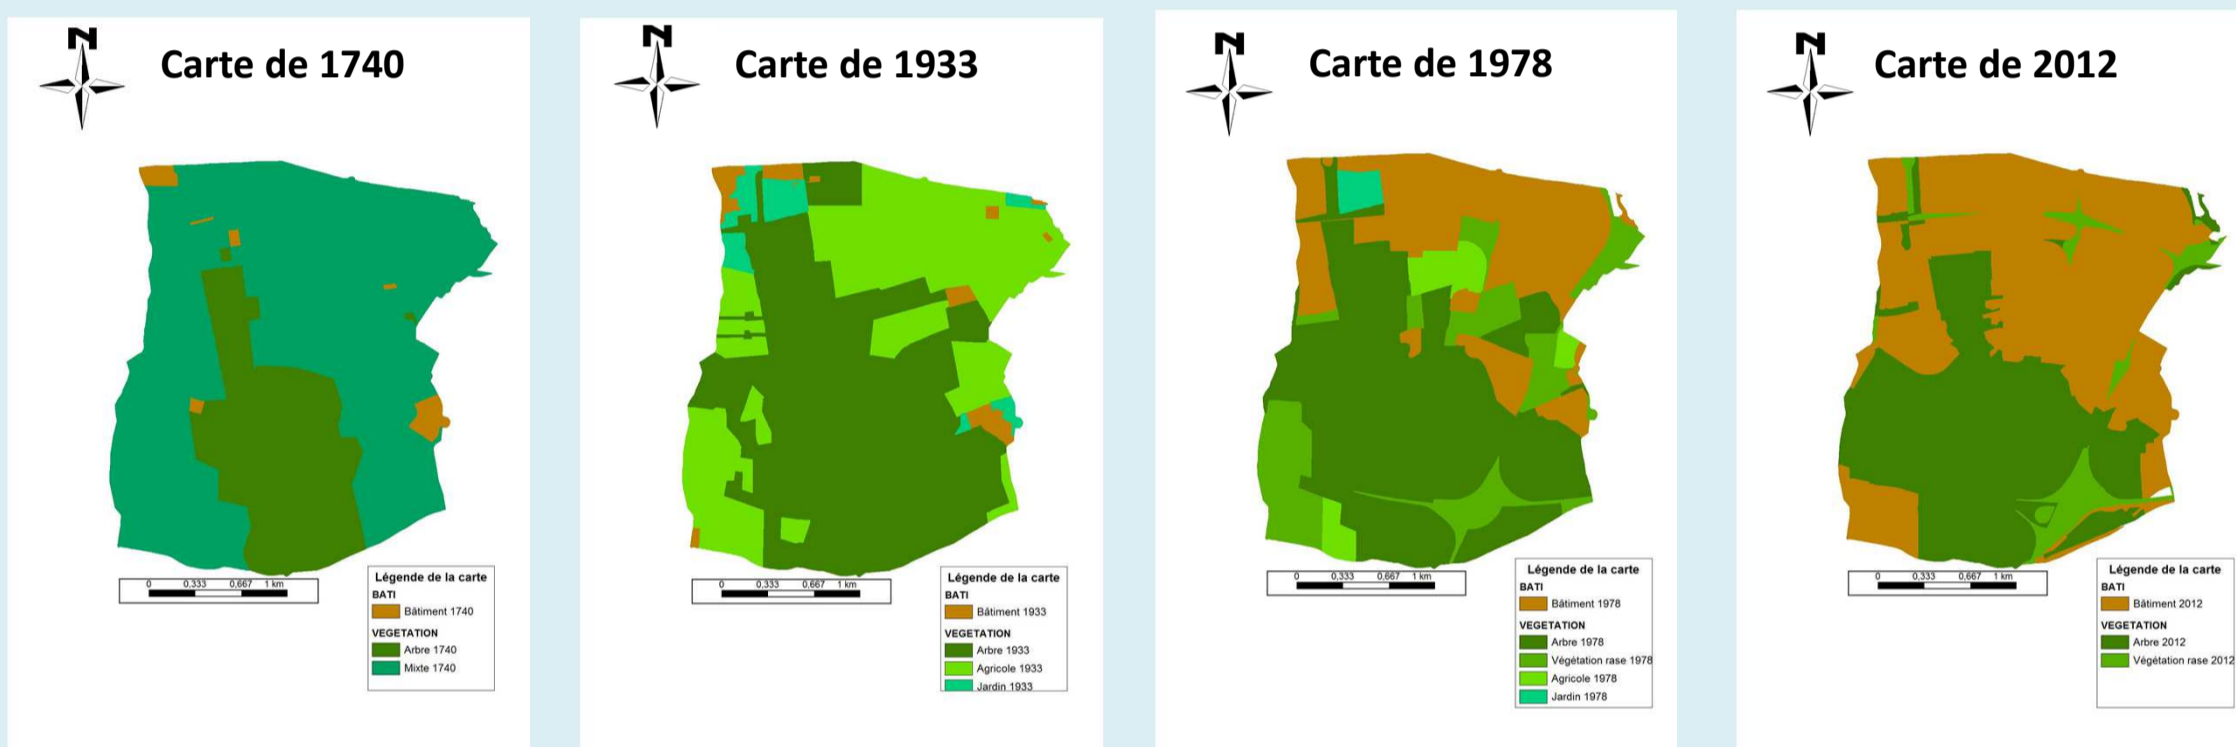 N
Carte de 1740
0 0,333 0,667 1 km
Légende de la carte
BATI
Bâtiment 1740
VEGETATION
Arbre 1740
Mixte 1740
N
Carte de 1933
0 0,333 0,667 1 km
Légende de la carte
BATI
Bâtiment 1933
VEGETATION
Arbre 1933
Agricole 1933
Jardin 1933
N
Carte de 1978
0 0,333 0,667 1 km
Légende de la carte
BATI
Bâtiment 1978
VEGETATION
Arbre 1978
Végétation rase 1978
Agricole 1978
Jardin 1978
N
Carte de 2012
0 0,333 0,667 1 km
Légende de la carte
BATI
Bâtiment 2012
VEGETATION
Arbre 2012
Végétation rase 2012